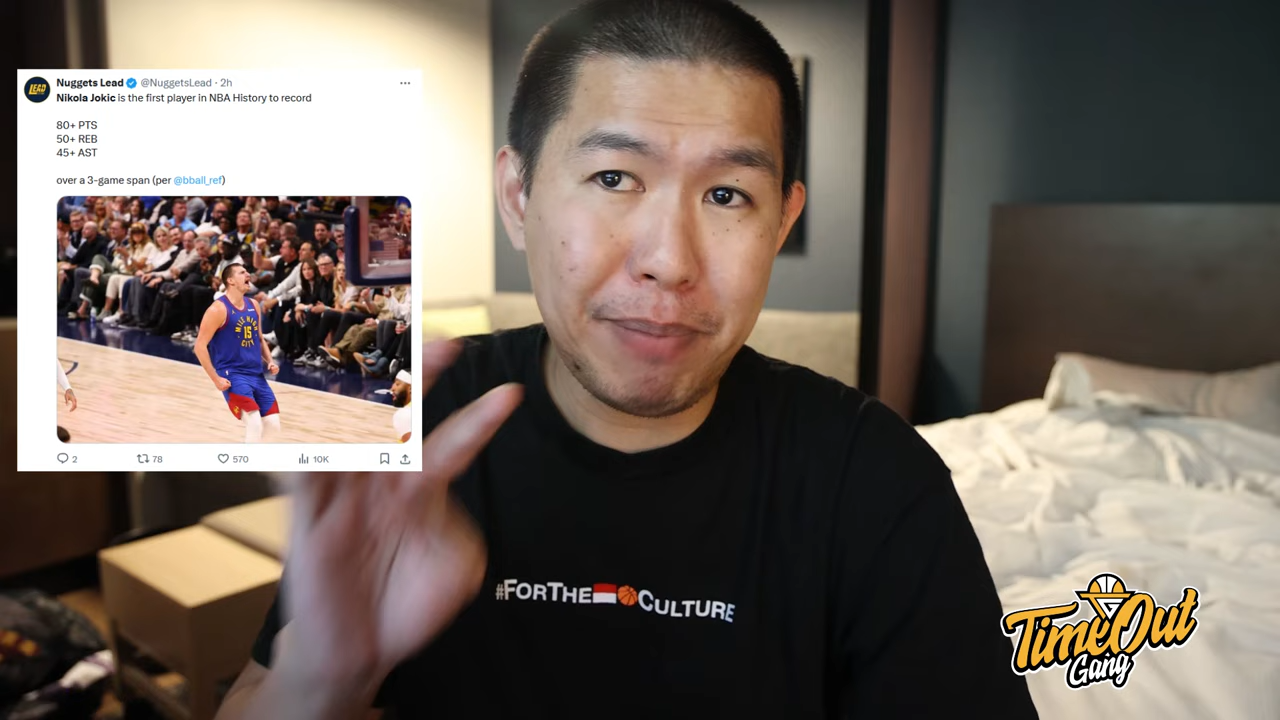 Nuggets Lead @NuggetsLead · 2h
Nikola Jokic is the first player in NBA History to record
80+ PTS
50+ REB
45+ AST
over a 3-game span (per @bball_ref)
15
2 78 570 10K
#FORTHE CULTURE
TimeOut
Gang